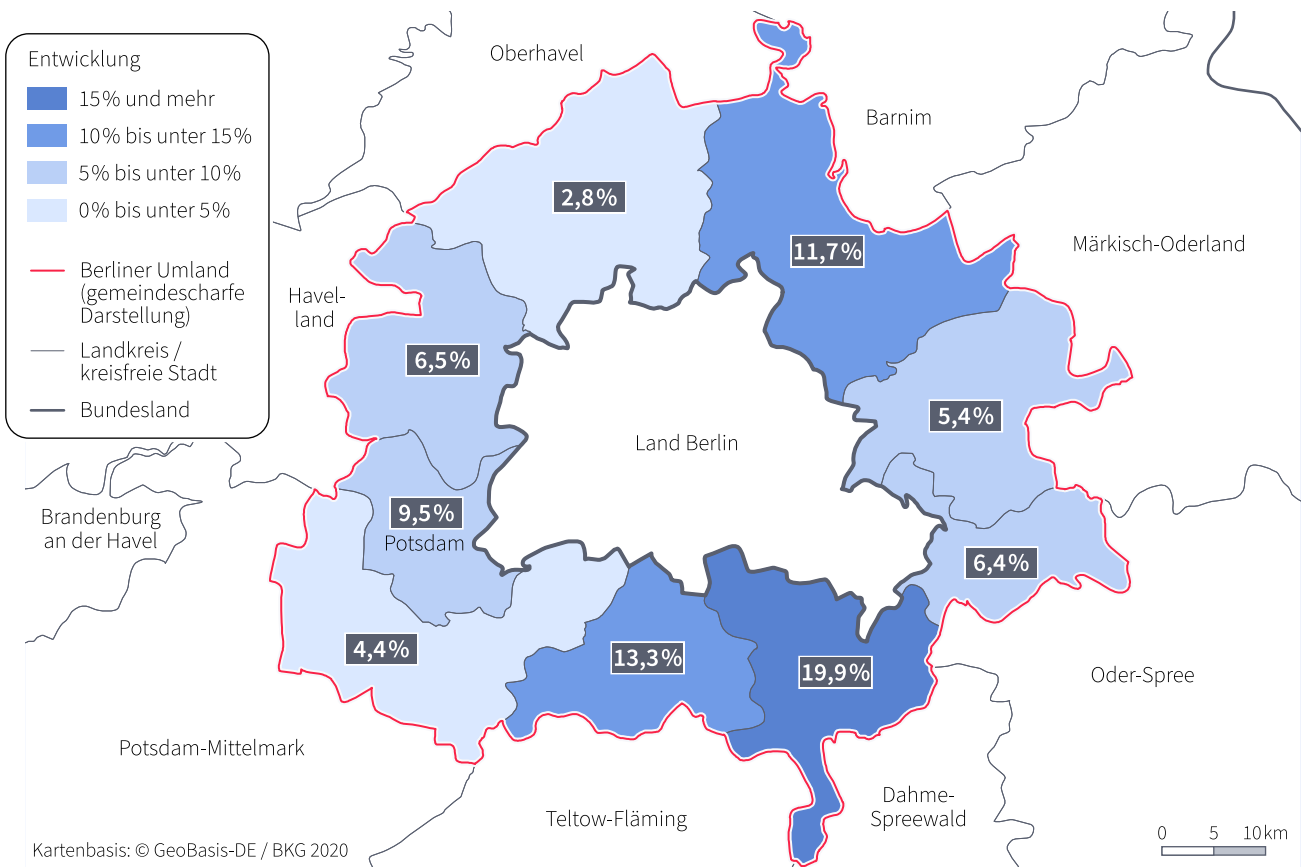 Entwicklung
15% und mehr
10% bis unter 15%
5% bis unter 10%
0% bis unter 5%
Berliner Umland
(gemeindescharfe
Darstellung)
Landkreis /
kreisfreie Stadt
Bundesland
Oberhavel
Barnim
2,8%
Märkisch-Oderland
11,7%
Havel-
land
6,5%
5,4%
Land Berlin
Brandenburg
an der Havel
9,5%
Potsdam
6,4%
4,4%
13,3%
19,9%
Oder-Spree
Potsdam-Mittelmark
Teltow-Fläming
Dahme-
Spreewald
Kartenbasis: © GeoBasis-DE / BKG 2020
0 5 10 km